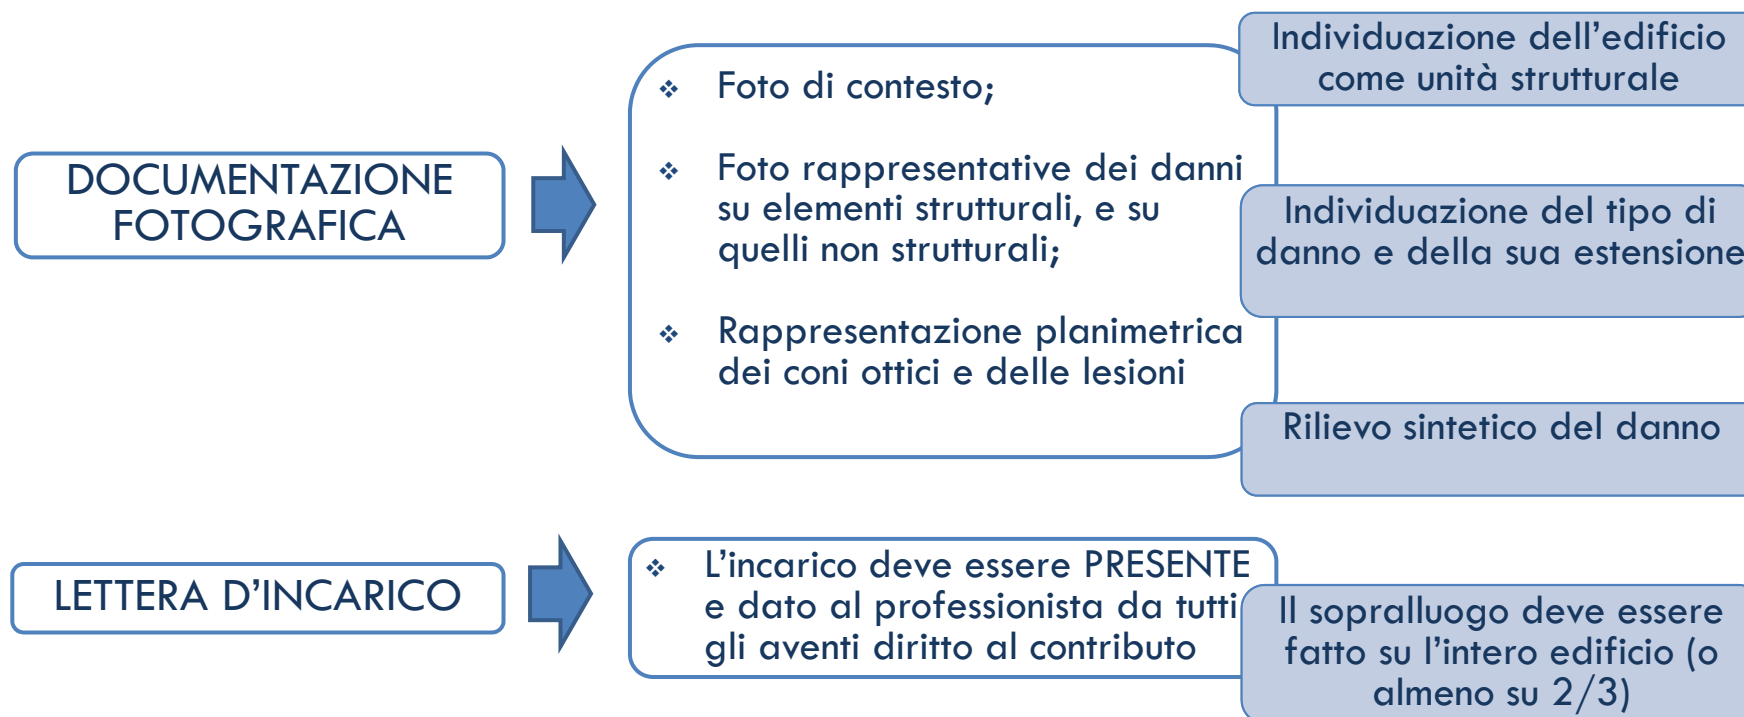 DOCUMENTAZIONE
FOTOGRAFICA
❖ Foto di contesto;
❖ Foto rappresentative dei danni
su elementi strutturali, e su
quelli non strutturali;
❖ Rappresentazione planimetrica
dei coni ottici e delle lesioni
Individuazione dell’edificio
come unità strutturale
Individuazione del tipo di
danno e della sua estensione
Rilievo sintetico del danno
LETTERA D’INCARICO
❖ L’incarico deve essere PRESENTE
e dato al professionista da tutti
gli aventi diritto al contributo
Il sopralluogo deve essere
fatto su l’intero edificio (o
almeno su 2/3)